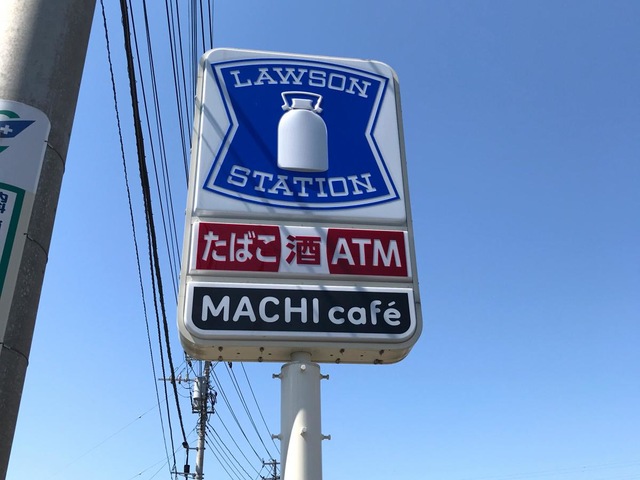 LAWSON
STATION
たばこ 酒 ATM
MACHI café